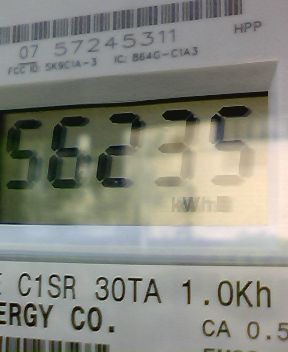 07 57245311 HPP
FCC ID: SK9C1A-3 IC: 864G-C1A3
56235
kWh
C1SR 30TA 1.0Kh
ERGY CO.
CA 0.5